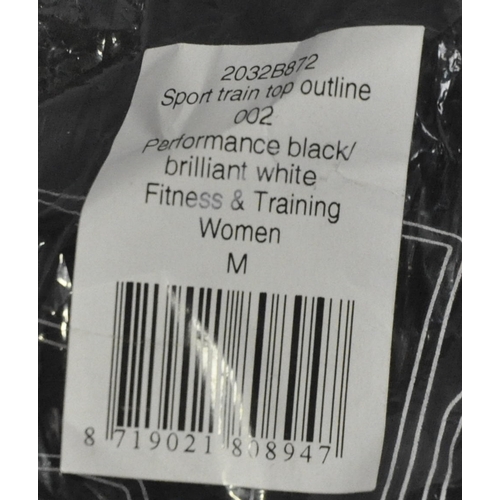 2032B872
Sport train top outline
002
Performance black/
brilliant white
Fitness & Training
Women
M
8 719021 808947